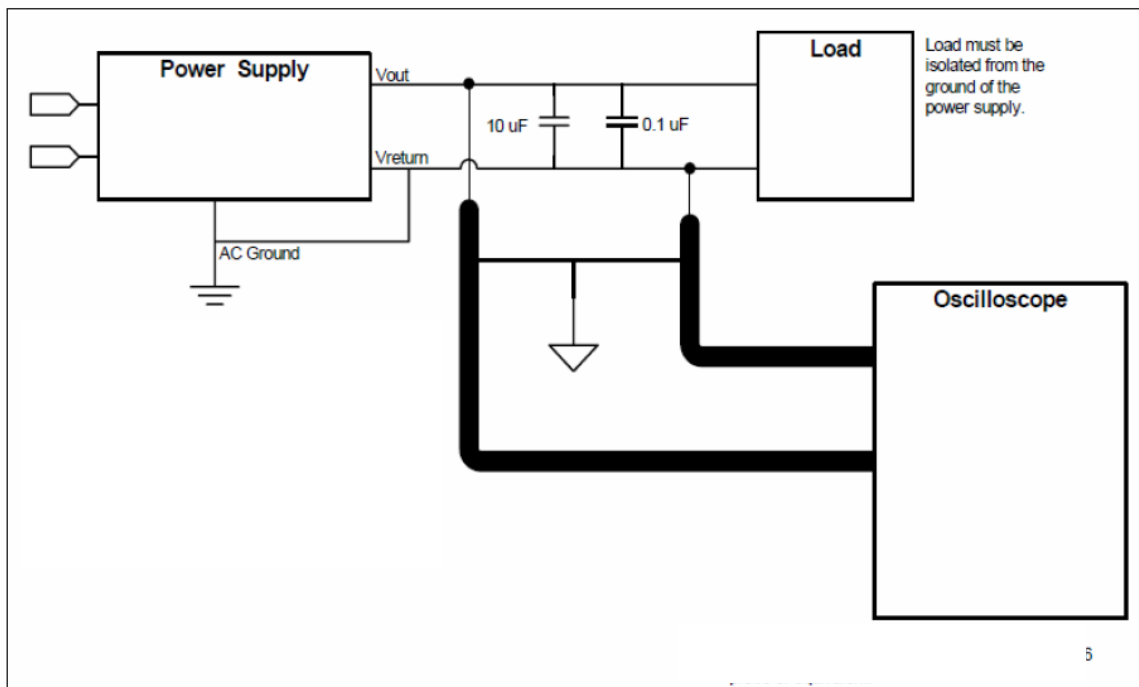 Power Supply
Vout
Vreturn
AC Ground
10 uF
0.1 uF
Load
Load must be
isolated from the
ground of the
power supply.
Oscilloscope
6